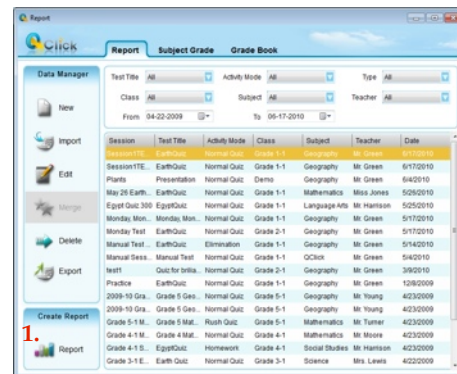 Report
Click
Report Subject Grade Grade Book
Data Manager
New
Import
Edit
Merge
Delete
Export
Create Report
1.
Report
Test Title All Activity Mode All Type All
Class All Subject All Teacher All
From 04-22-2009 To 06-17-2010
Session Test Title Activity Mode Class Subject Teacher Date
Session1TE... EarthQuiz Normal Quiz Grade 1-1 Geography Mr. Green 6/17/2010
Session1TE... EarthQuiz Normal Quiz Grade 1-1 Geography Mr. Green 6/17/2010
Plants Presentation Normal Quiz Demo Geography Mr. Green 6/4/2010
May 26 Earth... EarthQuiz Normal Quiz Grade 1-1 Mathematics Miss Jones 5/26/2010
Egypt Quiz 300 EgyptQuiz Normal Quiz Grade 1-1 Language Arts Mr. Harrison 5/25/2010
Monday, Mon... Monday, Mon... Normal Quiz Grade 1-1 Geography Mr. Green 5/17/2010
Monday Test EarthQuiz Normal Quiz Grade 2-1 Geography Mr. Green 5/17/2010
Manual Test ... EarthQuiz Elimination Grade 1-1 Geography Mr. Green 5/14/2010
Manual Sess... Manual Test Normal Quiz Grade 1-1 QClick Mr. Green 5/4/2010
test1 Quiz for brillia... Normal Quiz Grade 2-1 Geography Mr. Green 3/9/2010
Practice EarthQuiz Normal Quiz Grade 1-1 Geography Mr. Green 12/8/2009
2009-10 Gra... Grade 5 Geo... Normal Quiz Grade 5-1 Geography Mr. Young 4/23/2009
2009-10 Gra... Grade 5 Geo... Normal Quiz Grade 5-1 Geography Mr. Young 4/23/2009
Grade 5-1 M... Grade 5 Mat... Rush Quiz Grade 5-1 Mathematics Mr. Turner 4/23/2009
Grade 4-1 M... Grade 4 Mat... Normal Quiz Grade 4-1 Mathematics Mr. Moore 4/23/2009
Grade 4-1 S... EgyptQuiz Homework Grade 4-1 Social Studies Mr. Harrison 4/23/2009
Grade 3-1 E... Earth Quiz Normal Quiz Grade 3-1 Science Mrs. Lewis 4/22/2009